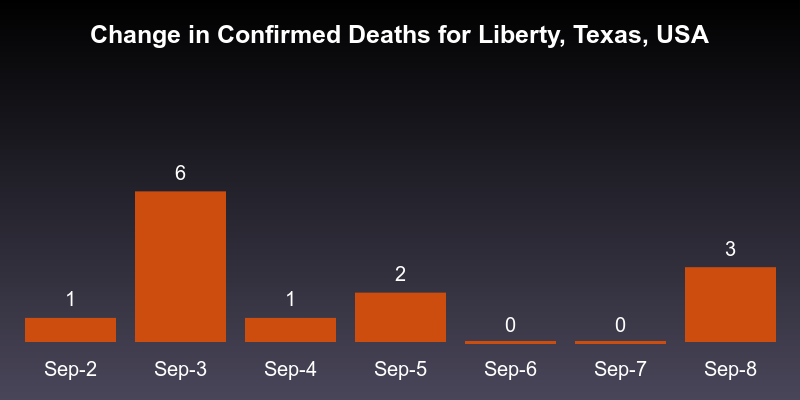 Change in Confirmed Deaths for Liberty, Texas, USA
1
6
1
2
0
0
3
Sep-2
Sep-3
Sep-4
Sep-5
Sep-6
Sep-7
Sep-8